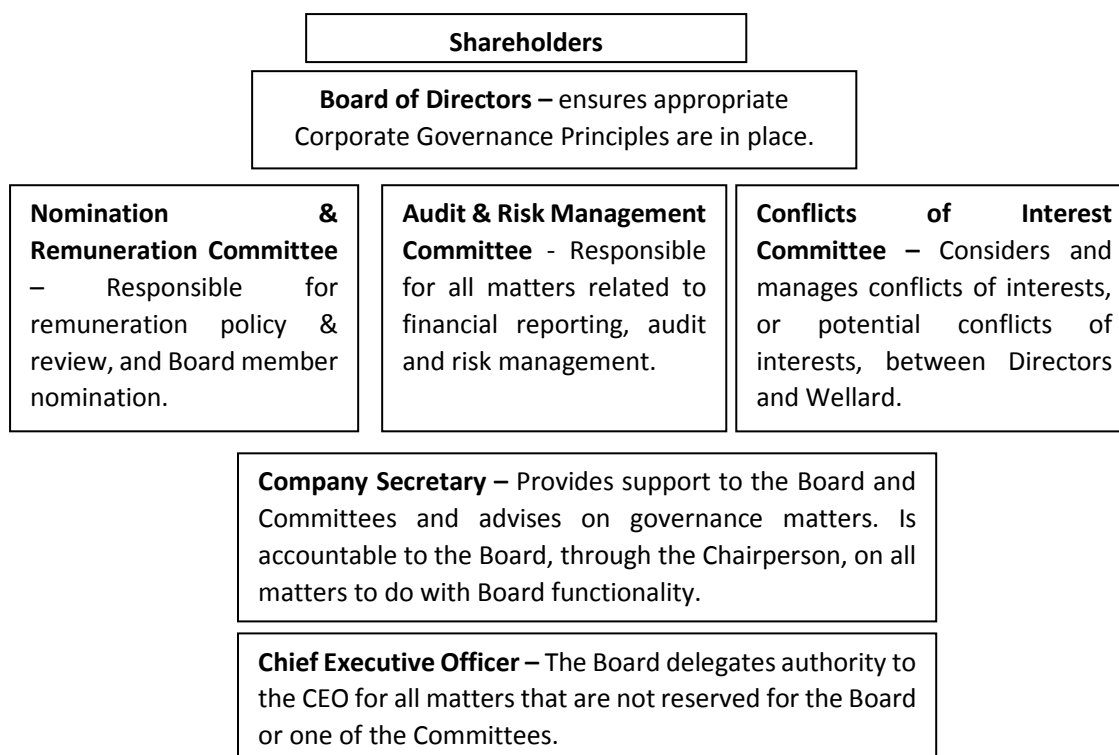 Shareholders
Board of Directors – ensures appropriate
Corporate Governance Principles are in place.
Nomination &
Remuneration Committee
– Responsible for
remuneration policy &
review, and Board member
nomination.
Audit & Risk Management
Committee - Responsible
for all matters related to
financial reporting, audit
and risk management.
Conflicts of Interest
Committee – Considers and
manages conflicts of interests,
or potential conflicts of
interests, between Directors
and Wellard.
Company Secretary – Provides support to the Board and
Committees and advises on governance matters. Is
accountable to the Board, through the Chairperson, on all
matters to do with Board functionality.
Chief Executive Officer – The Board delegates authority to
the CEO for all matters that are not reserved for the Board
or one of the Committees.